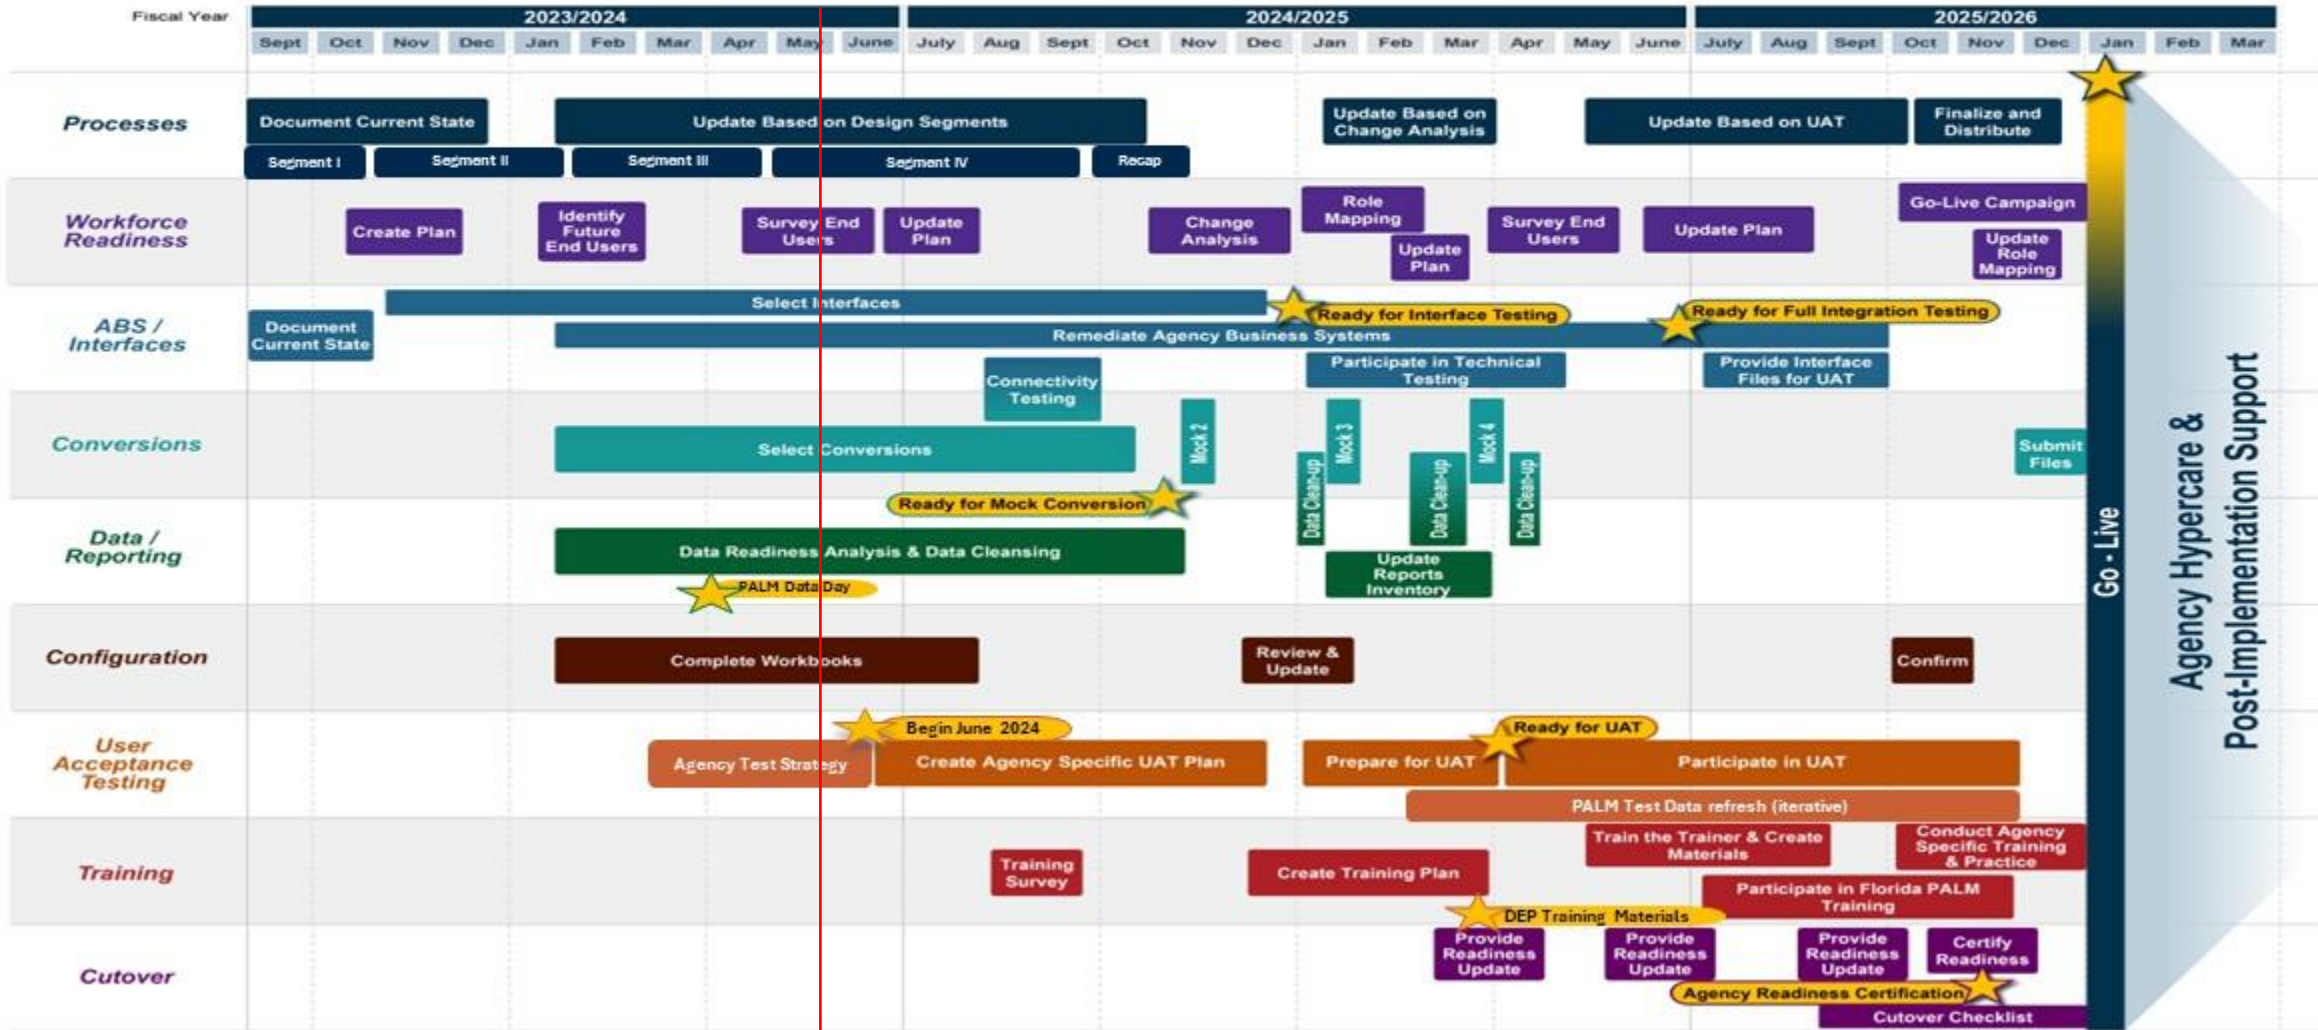 Fiscal Year
2023/2024
2024/2025
2025/2026
Sept Oct Nov Dec Jan Feb Mar Apr May June July Aug Sept Oct Nov Dec Jan Feb Mar Apr May June July Aug Sept Oct Nov Dec Jan Feb Mar
Processes
Document Current State
Update Based on Design Segments
Update Based on
Change Analysis
Update Based on UAT
Finalize and
Distribute
Segment I
Segment II
Segment III
Segment IV
Recap
Workforce
Readiness
Create Plan
Identify
Future
End Users
Survey End
Users
Update
Plan
Change
Analysis
Role
Mapping
Update
Plan
Survey End
Users
Update Plan
Go-Live Campaign
Update
Role
Mapping
ABS /
Interfaces
Document
Current State
Select Interfaces
Ready for Interface Testing
Ready for Full Integration Testing
Remediate Agency Business Systems
Connectivity
Testing
Participate in Technical
Testing
Provide Interface
Files for UAT
Conversions
Select Conversions
Mock 2
Mock 3
Mock 4
Submit
Files
Ready for Mock Conversion
Data Clean-up
Data Clean-up
Data Clean-up
Data /
Reporting
Data Readiness Analysis & Data Cleansing
Update
Reports
Inventory
PALM Data Day
Configuration
Complete Workbooks
Review &
Update
Confirm
User
Acceptance
Testing
Begin June 2024
Ready for UAT
Agency Test Strategy
Create Agency Specific UAT Plan
Prepare for UAT
Participate in UAT
PALM Test Data refresh (iterative)
Training
Training
Survey
Create Training Plan
Train the Trainer & Create
Materials
Conduct Agency
Specific Training
& Practice
Participate in Florida PALM
Training
DEP Training Materials
Cutover
Provide
Readiness
Update
Provide
Readiness
Update
Provide
Readiness
Update
Certify
Readiness
Agency Readiness Certification
Cutover Checklist
Go - Live
Agency Hypercare &
Post-Implementation Support